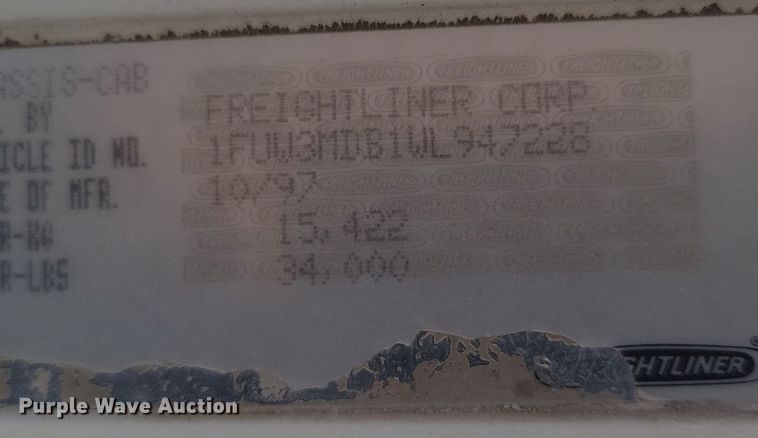 ASSIS-CAB
BY FREIGHTLINER CORP.
ICLE ID NO. 1FUW3MDB1WL947228
E OF MFR. 10/97
R-KG 15,422
R-LBS 34,000
HTLINER
Purple Wave Auction